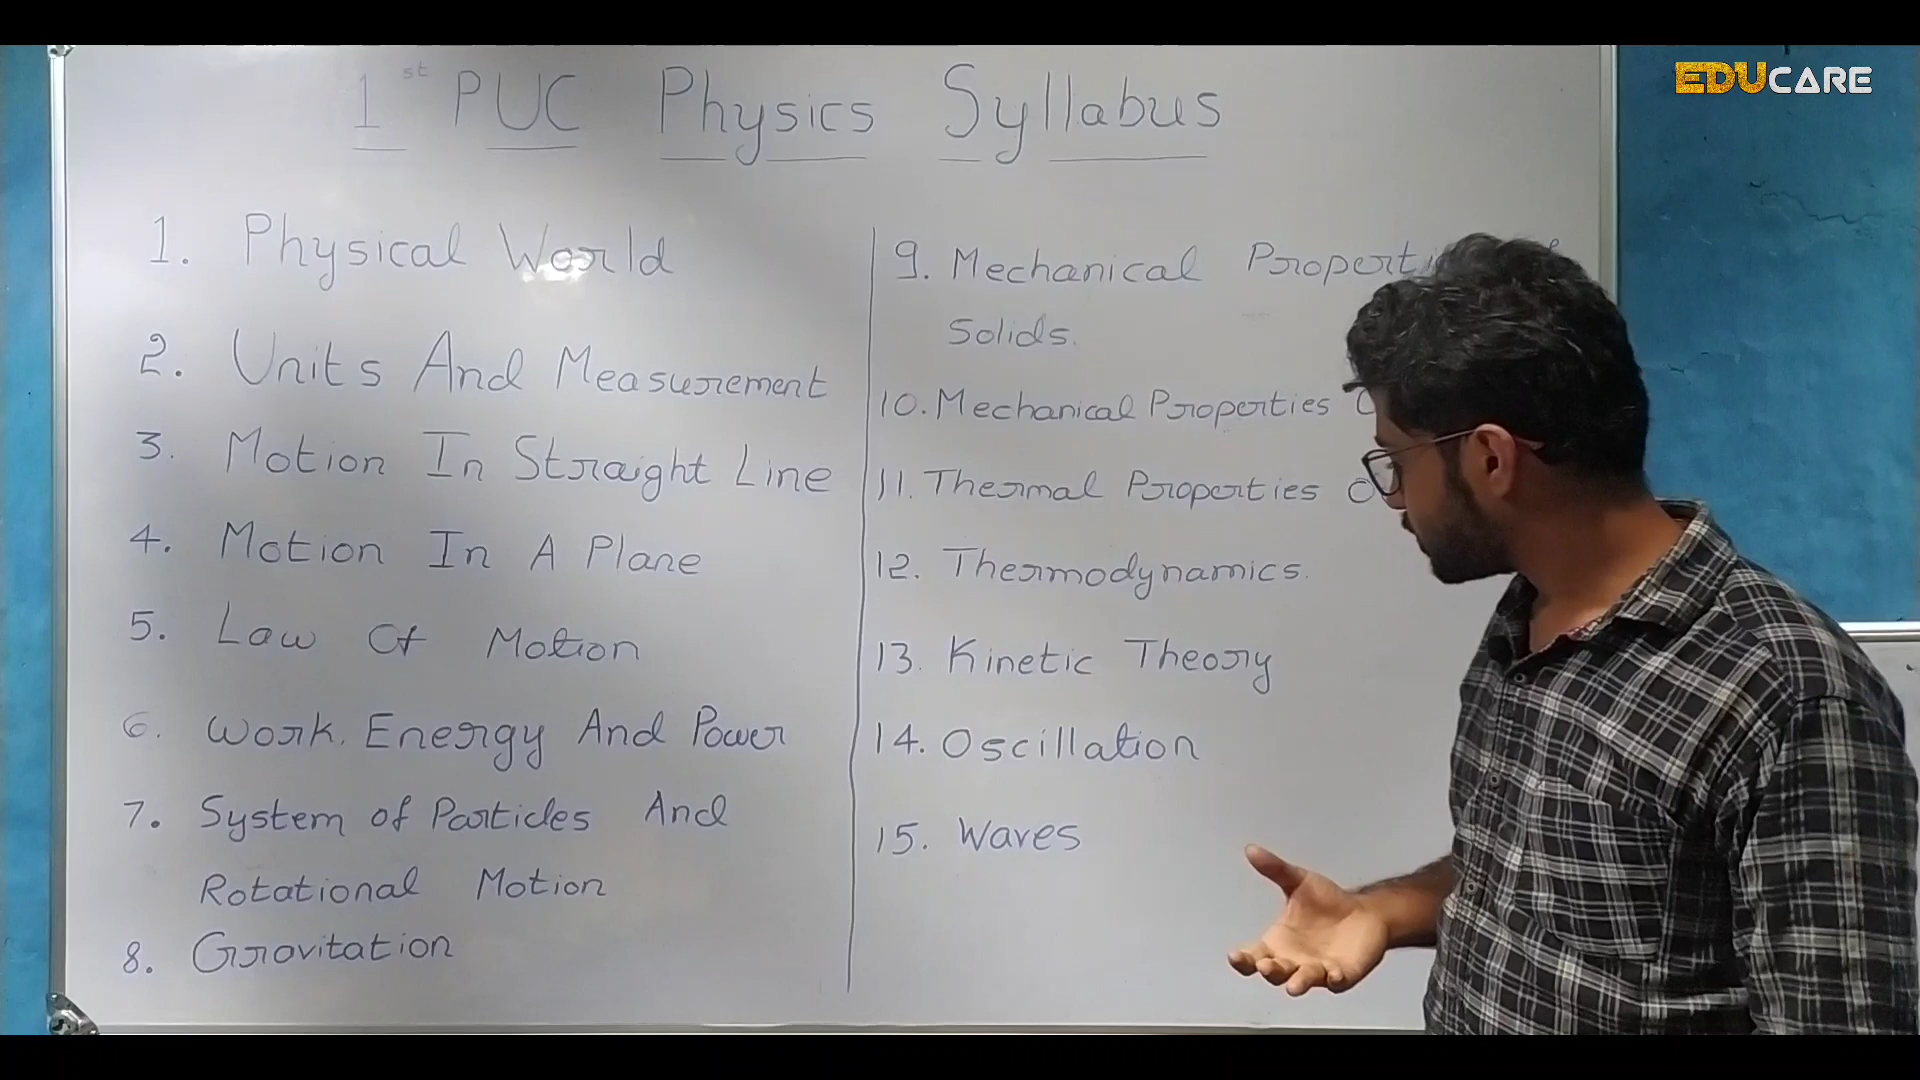 EDUCARE
1st PUC Physics Syllabus
1. Physical World
2. Units And Measurement
3. Motion In Straight Line
4. Motion In A Plane
5. Law Of Motion
6. Work, Energy And Power
7. System of Particles And
Rotational Motion
8. Gravitation
9. Mechanical
Solids.
10. Mechanical Properties
11. Thermal Properties
12. Thermodynamics.
13. Kinetic Theory
14. Oscillation
15. Waves